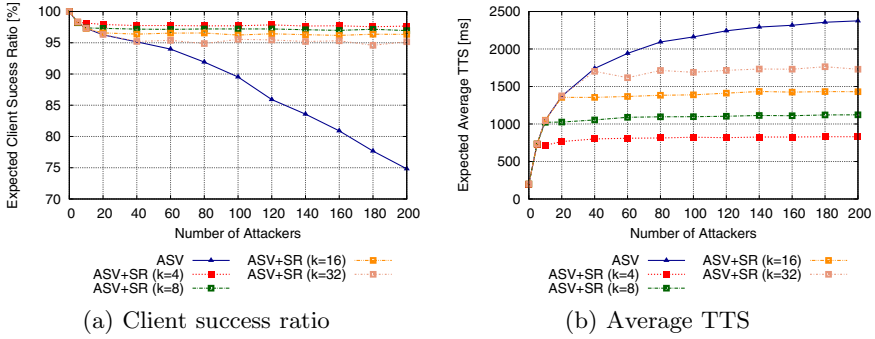 Expected Client Success Ratio [%]
100
95
90
85
80
75
70
0 20 40 60 80 100 120 140 160 180 200
Number of Attackers
ASV
ASV+SR (k=4)
ASV+SR (k=8)
ASV+SR (k=16)
ASV+SR (k=32)
(a) Client success ratio
Expected Average TTS [ms]
2500
2000
1500
1000
500
0
0 20 40 60 80 100 120 140 160 180 200
Number of Attackers
ASV
ASV+SR (k=4)
ASV+SR (k=8)
ASV+SR (k=16)
ASV+SR (k=32)
(b) Average TTS